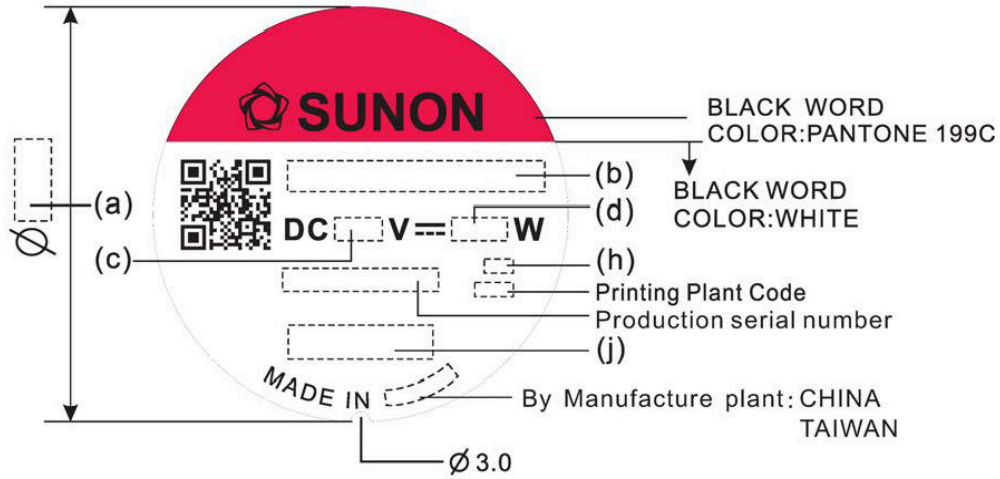 SUNON
BLACK WORD
COLOR:PANTONE 199C
BLACK WORD
COLOR:WHITE
(a)
Ø
(b)
(d)
DC V W
(c)
(h)
Printing Plant Code
Production serial number
(j)
MADE IN
By Manufacture plant: CHINA
TAIWAN
Ø 3.0